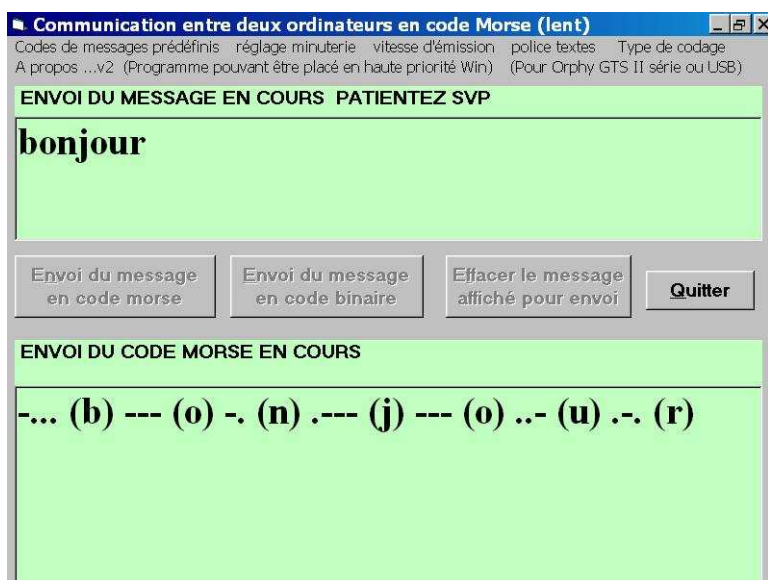 Communication entre deux ordinateurs en code Morse (lent)
Codes de messages prédéfinis réglage minuterie vitesse d'émission police textes Type de codage
A propos ...v2 (Programme pouvant être placé en haute priorité Win) (Pour Orphy GTS II série ou USB)
ENVOI DU MESSAGE EN COURS PATIENTEZ SVP
bonjour
Envoi du message
en code morse
Envoi du message
en code binaire
Effacer le message
affiché pour envoi
Quitter
ENVOI DU CODE MORSE EN COURS
-... (b) --- (o) -. (n) .--- (j) --- (o) ..- (u) .-. (r)